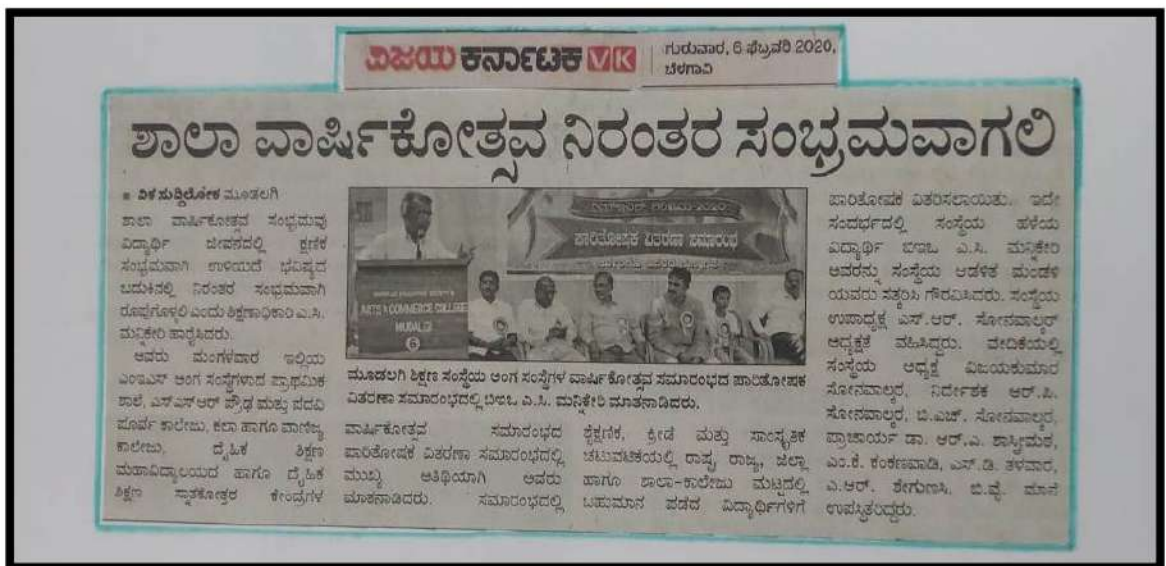 ವಿಜಯ ಕರ್ನಾಟಕ VK
ಗುರುವಾರ, 6 ಫೆಬ್ರವರಿ 2020,
ಬೆಳಗಾವಿ
ಶಾಲಾ ವಾರ್ಷಿಕೋತ್ಸವ ನಿರಂತರ ಸಂಭ್ರಮವಾಗಲಿ
■ ವಿಕ ಸುದ್ದಿಲೋಕ ಮೂಡಲಗಿ
ಶಾಲಾ ವಾರ್ಷಿಕೋತ್ಸವ ಸಂಭ್ರಮವು
ವಿದ್ಯಾರ್ಥಿ ಜೀವನದಲ್ಲಿ ಕ್ಷಣಿಕ
ಸಂಭ್ರಮವಾಗಿ ಉಳಿಯದೆ ಭವಿಷ್ಯದ
ಬದುಕಿನಲ್ಲಿ ನಿರಂತರ ಸಂಭ್ರಮವಾಗಿ
ರೂಪುಗೊಳ್ಳಲಿ ಎಂದು ಶಿಕ್ಷಣಾಧಿಕಾರಿ ಎ.ಸಿ.
ಮನ್ನಿಕೇರಿ ಹಾರೈಸಿದರು.
ಅವರು ಮಂಗಳವಾರ ಇಲ್ಲಿಯ
ಎಂಇಎಸ್ ಅಂಗ ಸಂಸ್ಥೆಗಳಾದ ಪ್ರಾಥಮಿಕ
ಶಾಲೆ, ಎಸ್ಎಸ್ಆರ್ ಪ್ರೌಢ ಮತ್ತು ಪದವಿ
ಪೂರ್ವ ಕಾಲೇಜು, ಕಲಾ ಹಾಗೂ ವಾಣಿಜ್ಯ
ಕಾಲೇಜು, ದೈಹಿಕ ಶಿಕ್ಷಣ
ಮಹಾವಿದ್ಯಾಲಯದ ಹಾಗೂ ದೈಹಿಕ
ಶಿಕ್ಷಣ ಸ್ನಾತಕೋತ್ತರ ಕೇಂದ್ರಗಳ
ಪಾರಿತೋಷಕ ವಿತರಣಾ ಸಮಾರಂಭ
ARTS & COMMERCE COLLEGE
MUDALGI
ಮೂಡಲಗಿ ಶಿಕ್ಷಣ ಸಂಸ್ಥೆಯ ಅಂಗ ಸಂಸ್ಥೆಗಳ ವಾರ್ಷಿಕೋತ್ಸವ ಸಮಾರಂಭದ ಪಾರಿತೋಷಕ
ವಿತರಣಾ ಸಮಾರಂಭದಲ್ಲಿ ಬಿಇಒ ಎ.ಸಿ. ಮನ್ನಿಕೇರಿ ಮಾತನಾಡಿದರು.
ವಾರ್ಷಿಕೋತ್ಸವ ಸಮಾರಂಭದ
ಪಾರಿತೋಷಕ ವಿತರಣಾ ಸಮಾರಂಭದಲ್ಲಿ
ಮುಖ್ಯ ಅತಿಥಿಯಾಗಿ ಅವರು
ಮಾತನಾಡಿದರು. ಸಮಾರಂಭದಲ್ಲಿ
ಶೈಕ್ಷಣಿಕ, ಕ್ರೀಡೆ ಮತ್ತು ಸಾಂಸ್ಕೃತಿಕ
ಚಟುವಟಿಕೆಯಲ್ಲಿ ರಾಷ್ಟ್ರ, ರಾಜ್ಯ, ಜಿಲ್ಲಾ
ಹಾಗೂ ಶಾಲಾ-ಕಾಲೇಜು ಮಟ್ಟದಲ್ಲಿ
ಬಹುಮಾನ ಪಡೆದ ವಿದ್ಯಾರ್ಥಿಗಳಿಗೆ
ಪಾರಿತೋಷಕ ವಿತರಿಸಲಾಯಿತು. ಇದೇ
ಸಂದರ್ಭದಲ್ಲಿ ಸಂಸ್ಥೆಯ ಹಳೆಯ
ವಿದ್ಯಾರ್ಥಿ ಬಿಇಒ ಎ.ಸಿ. ಮನ್ನಿಕೇರಿ
ಅವರನ್ನು ಸಂಸ್ಥೆಯ ಆಡಳಿತ ಮಂಡಳಿ
ಯವರು ಸತ್ಕರಿಸಿ ಗೌರವಿಸಿದರು. ಸಂಸ್ಥೆಯ
ಉಪಾಧ್ಯಕ್ಷ ಎಸ್.ಆರ್. ಸೋನವಾಲ್ಕರ್
ಅಧ್ಯಕ್ಷತೆ ವಹಿಸಿದ್ದರು. ವೇದಿಕೆಯಲ್ಲಿ
ಸಂಸ್ಥೆಯ ಅಧ್ಯಕ್ಷ ವಿಜಯಕುಮಾರ
ಸೋನವಾಲ್ಕರ, ನಿರ್ದೇಶಕ ಆರ್.ಪಿ.
ಸೋನವಾಲ್ಕರ, ಬಿ.ಎಚ್. ಸೋನವಾಲ್ಕರ,
ಪ್ರಾಚಾರ್ಯ ಡಾ. ಆರ್.ಎ. ಶಾಸ್ತ್ರೀಮಠ,
ಎಂ.ಕೆ. ಕಂಕಣವಾಡಿ, ಎಸ್.ಡಿ. ತಳವಾರ,
ಎ.ಆರ್. ಶೇಗುಣಸಿ, ಬಿ.ವೈ. ಮಾನೆ
ಉಪಸ್ಥಿತರಿದ್ದರು.